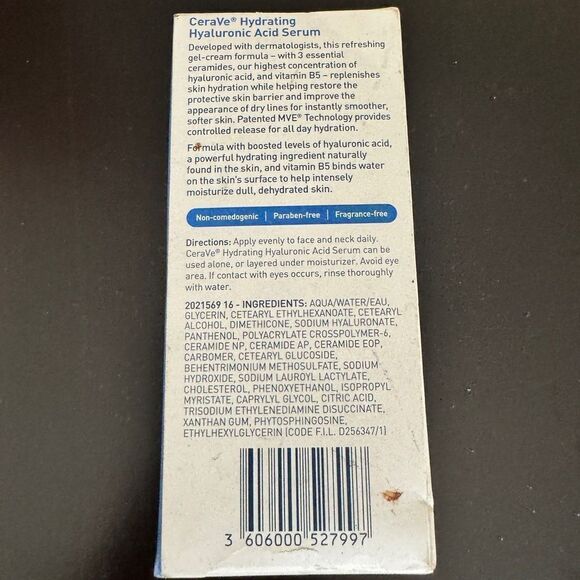 CeraVe® Hydrating
Hyaluronic Acid Serum
Developed with dermatologists, this refreshing
gel-cream formula – with 3 essential
ceramides, our highest concentration of
hyaluronic acid, and vitamin B5 – replenishes
skin hydration while helping restore the
protective skin barrier and improve the
appearance of dry lines for instantly smoother,
softer skin. Patented MVE® Technology provides
controlled release for all day hydration.
Formula with boosted levels of hyaluronic acid,
a powerful hydrating ingredient naturally
found in the skin, and vitamin B5 binds water
on the skin's surface to help intensely
moisturize dull, dehydrated skin.
Non-comedogenic | Paraben-free | Fragrance-free
Directions: Apply evenly to face and neck daily.
CeraVe® Hydrating Hyaluronic Acid Serum can be
used alone, or layered under moisturizer. Avoid eye
area. If contact with eyes occurs, rinse thoroughly
with water.
2021569 16 - INGREDIENTS: AQUA/WATER/EAU,
GLYCERIN, CETEARYL ETHYLHEXANOATE, CETEARYL
ALCOHOL, DIMETHICONE, SODIUM HYALURONATE,
PANTHENOL, POLYACRYLATE CROSSPOLYMER-6,
CERAMIDE NP, CERAMIDE AP, CERAMIDE EOP,
CARBOMER, CETEARYL GLUCOSIDE,
BEHENTRIMONIUM METHOSULFATE, SODIUM
HYDROXIDE, SODIUM LAUROYL LACTYLATE,
CHOLESTEROL, PHENOXYETHANOL, ISOPROPYL
MYRISTATE, CAPRYLYL GLYCOL, CITRIC ACID,
TRISODIUM ETHYLENEDIAMINE DISUCCINATE,
XANTHAN GUM, PHYTOSPHINGOSINE,
ETHYLHEXYLGLYCERIN (CODE F.I.L. D256347/1)
3 606000 527997